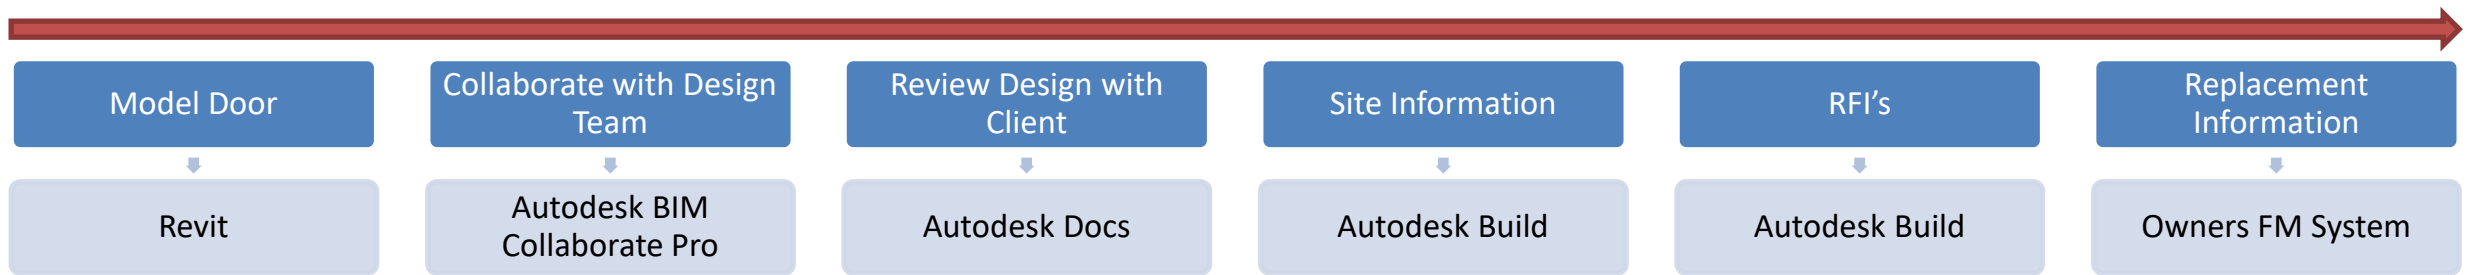 Model Door
Collaborate with Design
Team
Review Design with
Client
Site Information
RFI’s
Replacement
Information
Revit
Autodesk BIM
Collaborate Pro
Autodesk Docs
Autodesk Build
Autodesk Build
Owners FM System